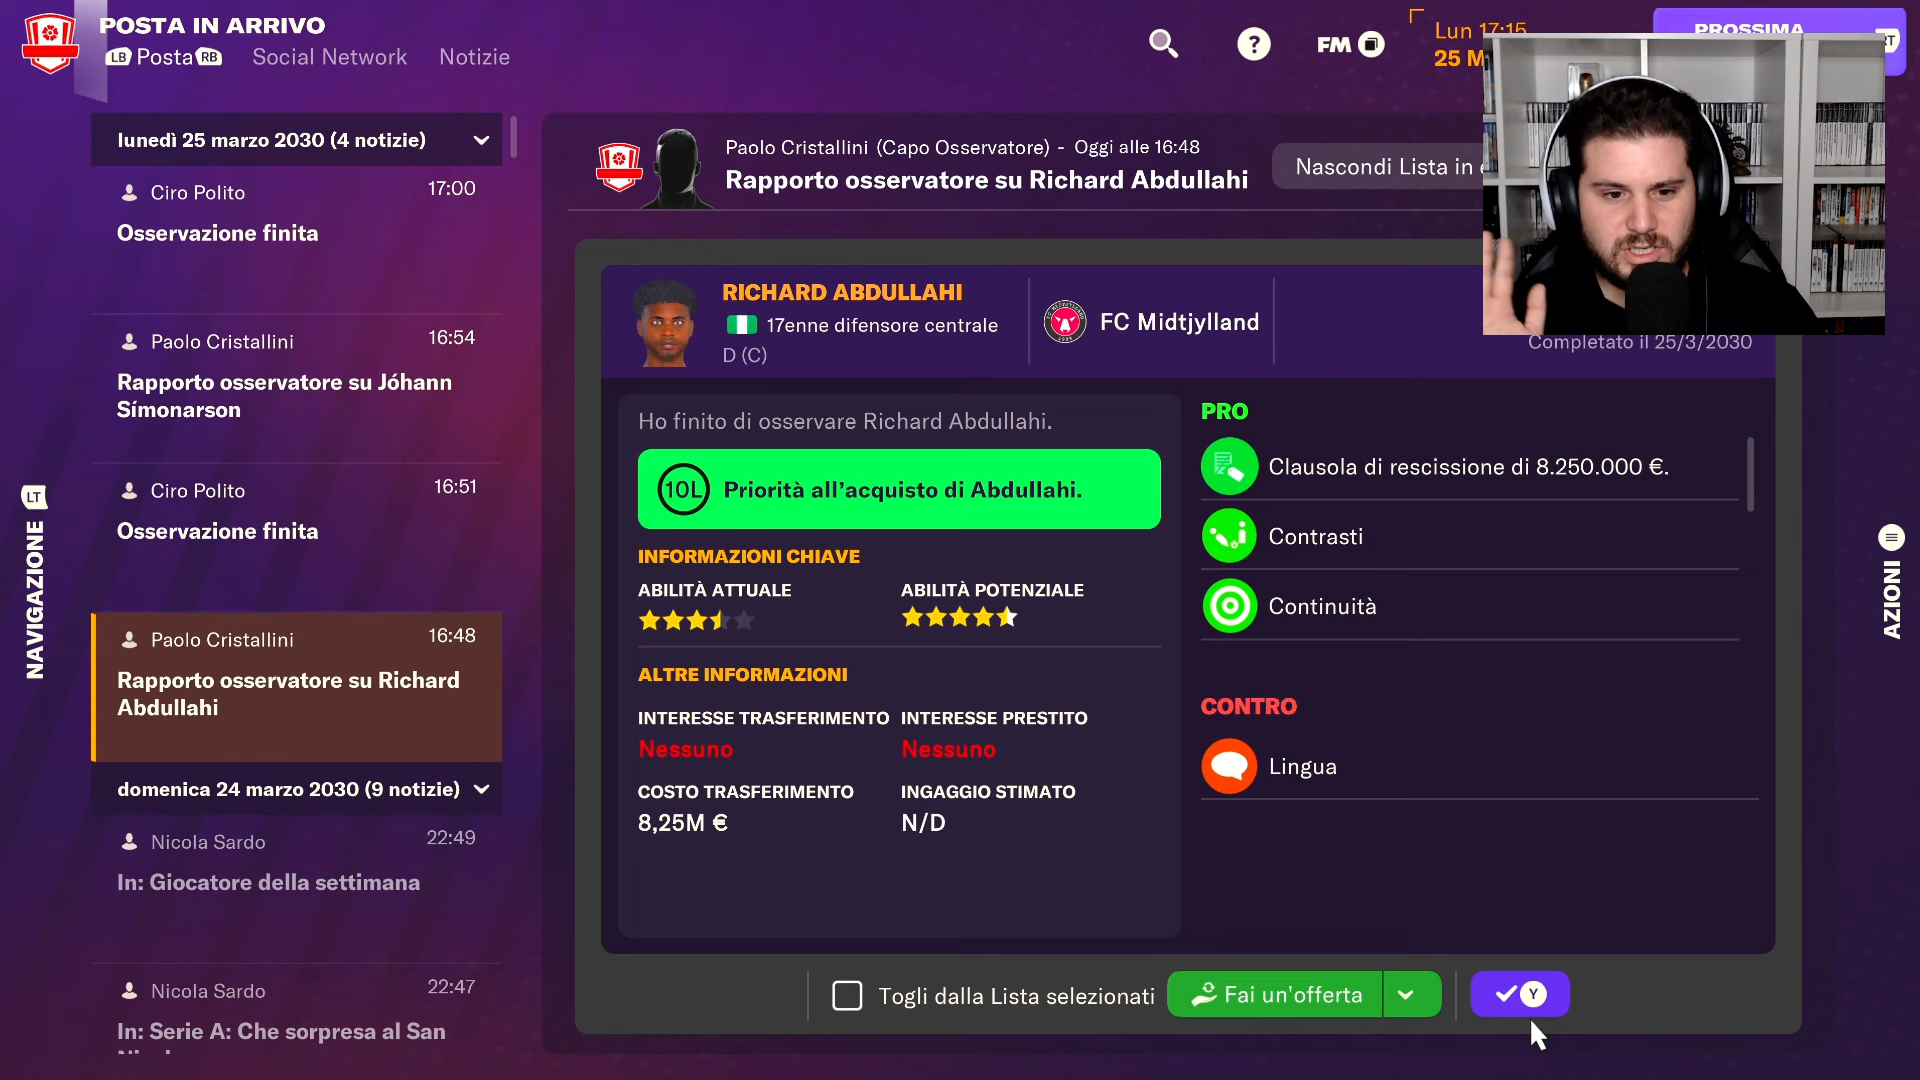 POSTA IN ARRIVO
LB Posta RB Social Network Notizie
FM
Lun 17:15
25 M
PROSSIMA
lunedì 25 marzo 2030 (4 notizie)
Ciro Polito 17:00
Osservazione finita
Paolo Cristallini 16:54
Rapporto osservatore su Jóhann
Símonarson
Ciro Polito 16:51
Osservazione finita
Paolo Cristallini 16:48
Rapporto osservatore su Richard
Abdullahi
domenica 24 marzo 2030 (9 notizie)
Nicola Sardo 22:49
In: Giocatore della settimana
Nicola Sardo 22:47
In: Serie A: Che sorpresa al San
LT
NAVIGAZIONE
Paolo Cristallini (Capo Osservatore) - Oggi alle 16:48
Rapporto osservatore su Richard Abdullahi
Nascondi Lista in
RICHARD ABDULLAHI
17enne difensore centrale
D (C)
FC Midtjylland
Completato il 25/3/2030
Ho finito di osservare Richard Abdullahi.
10L Priorità all'acquisto di Abdullahi.
INFORMAZIONI CHIAVE
ABILITÀ ATTUALE ABILITÀ POTENZIALE
ALTRE INFORMAZIONI
INTERESSE TRASFERIMENTO INTERESSE PRESTITO
Nessuno Nessuno
COSTO TRASFERIMENTO INGAGGIO STIMATO
8,25M € N/D
PRO
Clausola di rescissione di 8.250.000 €.
Contrasti
Continuità
CONTRO
Lingua
Togli dalla Lista selezionati
Fai un'offerta
Y
AZIONI